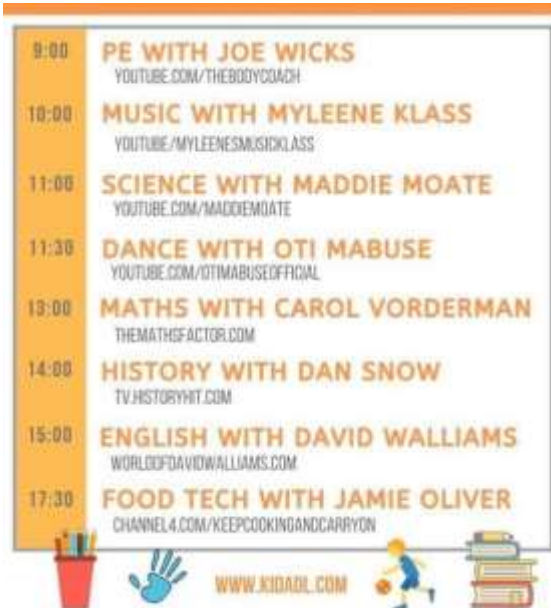 9:00
PE WITH JOE WICKS
YOUTUBE.COM/THEBODYCOACH
10:00
MUSIC WITH MYLEENE KLASS
YOUTUBE/MYLEENESMUSICKLASS
11:00
SCIENCE WITH MADDIE MOATE
YOUTUBE.COM/MADDIEMOATE
11:30
DANCE WITH OTI MABUSE
YOUTUBE.COM/OTIMABUSEOFFICIAL
13:00
MATHS WITH CAROL VORDERMAN
THEMATHSFACTOR.COM
14:00
HISTORY WITH DAN SNOW
TV.HISTORYHIT.COM
15:00
ENGLISH WITH DAVID WALLIAMS
WORLDOFDAVIDWALLIAMS.COM
17:30
FOOD TECH WITH JAMIE OLIVER
CHANNEL4.COM/KEEPCOOKINGANDCARRYON
WWW.KIDADL.COM